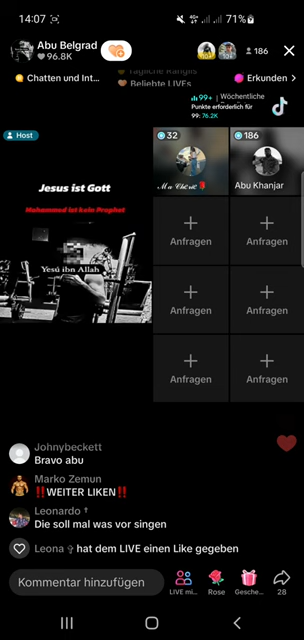 14:07
71%
Abu Belgrad
96.8K
186
Chatten und Int...
Tägliche Ranglis
Beliebte LIVEs
Erkunden >
99+ Wöchentliche
Punkte erforderlich für
99: 76.2K
Host
32
186
Jesus ist Gott
Mohammad ist kein Prophet
Abu Khanjar
Yesú ibn Allah
Anfragen
Anfragen
Anfragen
Anfragen
Anfragen
Anfragen
Johnybeckett
Bravo abu
Marko Zemun
‼️WEITER LIKEN‼️
Leonardo †
Die soll mal was vor singen
Leona ✞ hat dem LIVE einen Like gegeben
Kommentar hinzufügen
LIVE mi...
Rose
Gesche...
28